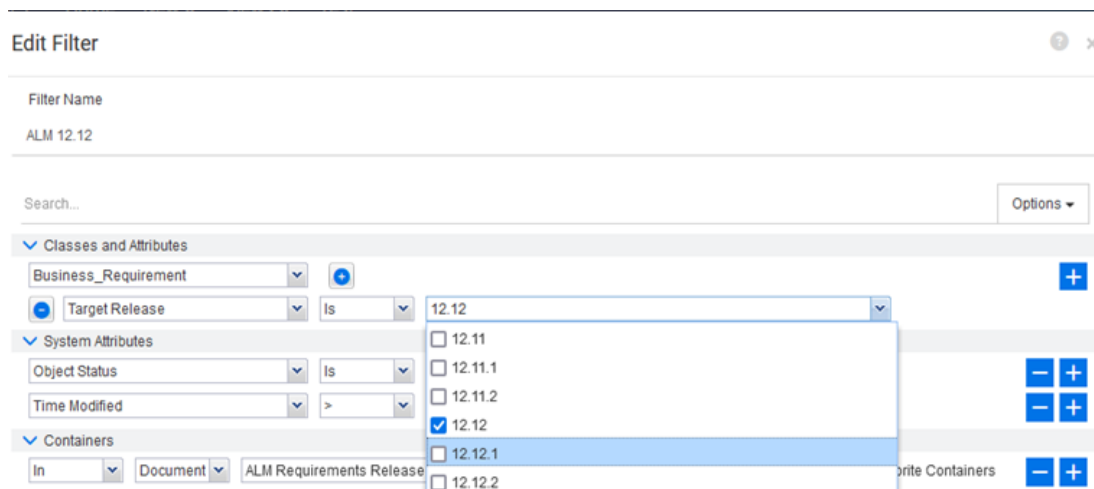 Edit Filter
Filter Name
ALM 12.12
Search...
Options
Classes and Attributes
Business_Requirement
Target Release Is 12.12
12.11
System Attributes
Object Status Is 12.11.1
12.11.2
Time Modified >
12.12
Containers
12.12.1
In Document ALM Requirements Release Containers
12.12.2